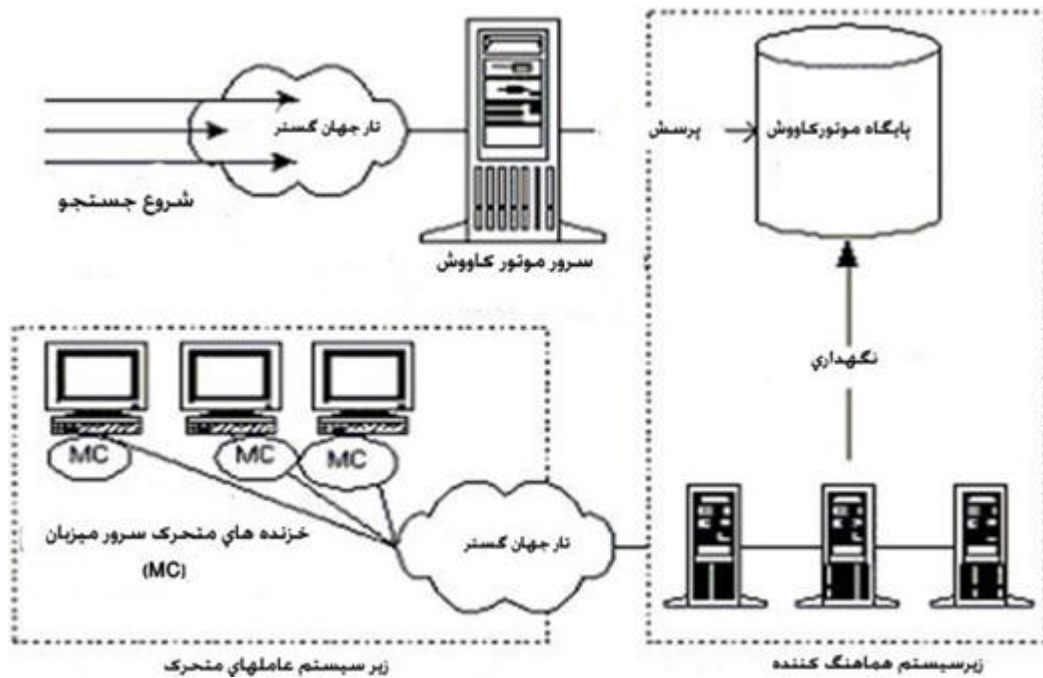 تار جهان گستر
پرسش
پایگاه موتورکاووش
شروع جستجو
سرور موتور کاووش
نگهداري
MC
MC
MC
خزنده هاي متحرک سرور میزبان
(MC)
تار جهان گستر
زیر سیستم عاملهاي متحرک
زیرسیستم هماهنگ کننده